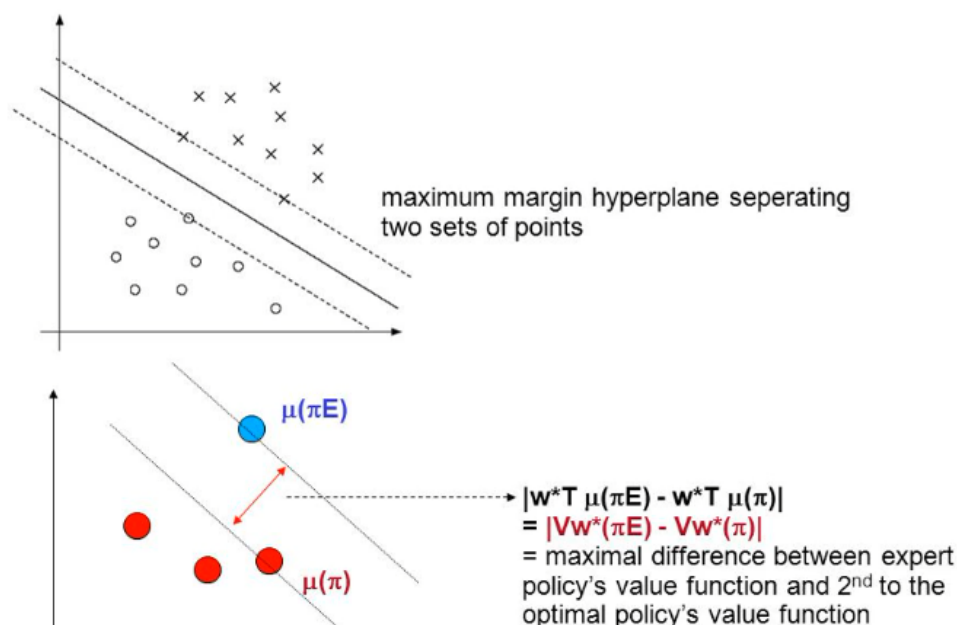 maximum margin hyperplane seperating
two sets of points
μ(πE)
μ(π)
|w*T μ(πE) - w*T μ(π)|
= |Vw*(πE) - Vw*(π)|
= maximal difference between expert
policy's value function and 2nd to the
optimal policy's value function